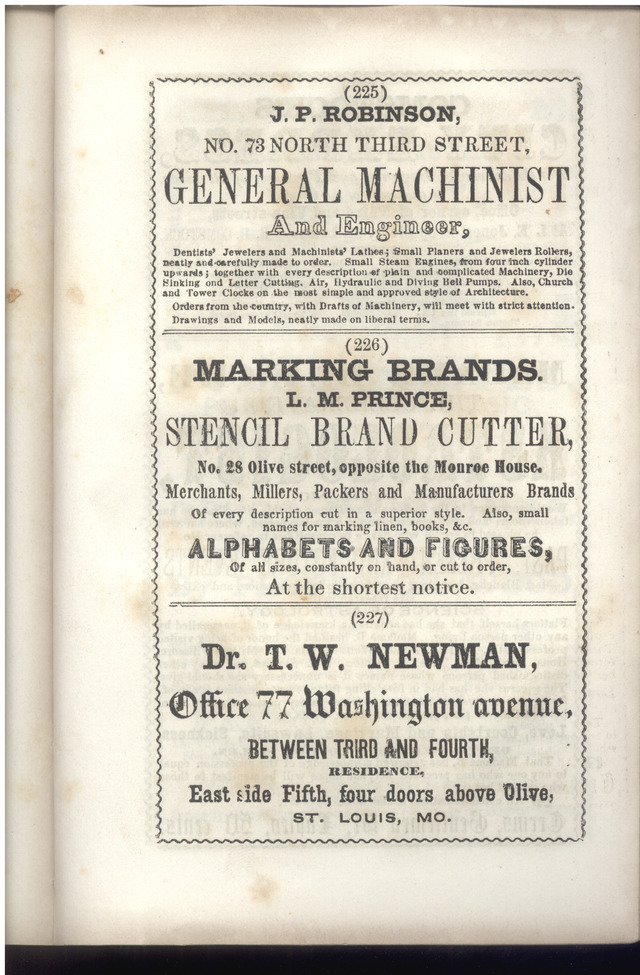 (225)
J. P. ROBINSON,
NO. 73 NORTH THIRD STREET,
GENERAL MACHINIST
And Engineer,
Dentists' Jewelers and Machinists' Lathes; Small Planers and Jewelers Rollers,
neatly and carefully made to order. Small Steam Engines, from four inch cylinder
upwards; together with every description of plain and complicated Machinery, Die
Sinking ond Letter Cutting. Air, Hydraulic and Diving Bell Pumps. Also, Church
and Tower Clocks on the most simple and approved style of Architecture.
Orders from the country, with Drafts of Machinery, will meet with strict attention.
Drawings and Models, neatly made on liberal terms.
(226)
MARKING BRANDS.
L. M. PRINCE,
STENCIL BRAND CUTTER,
No. 28 Olive street, opposite the Monroe House.
Merchants, Millers, Packers and Manufacturers Brands
Of every description cut in a superior style. Also, small
names for marking linen, books, &c.
ALPHABETS AND FIGURES,
Of all sizes, constantly on hand, or cut to order,
At the shortest notice.
(227)
Dr. T. W. NEWMAN,
Office 77 Washington avenue,
BETWEEN TRIRD AND FOURTH,
RESIDENCE,
East side Fifth, four doors above Olive,
ST. LOUIS, MO.